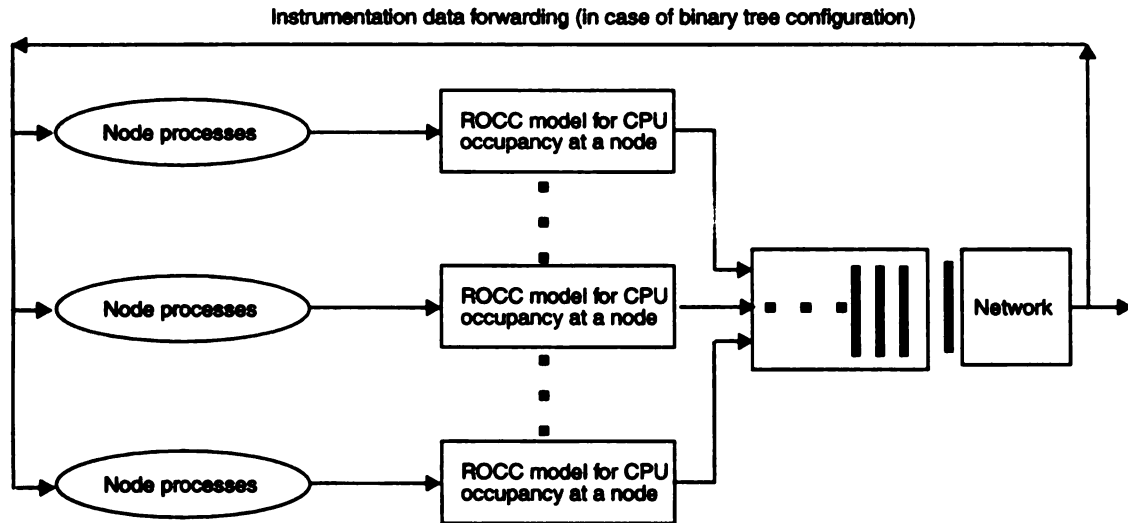 Instrumentation data forwarding (in case of binary tree configuration)
Node processes
ROCC model for CPU
occupancy at a node
Node processes
ROCC model for CPU
occupancy at a node
Network
Node processes
ROCC model for CPU
occupancy at a node